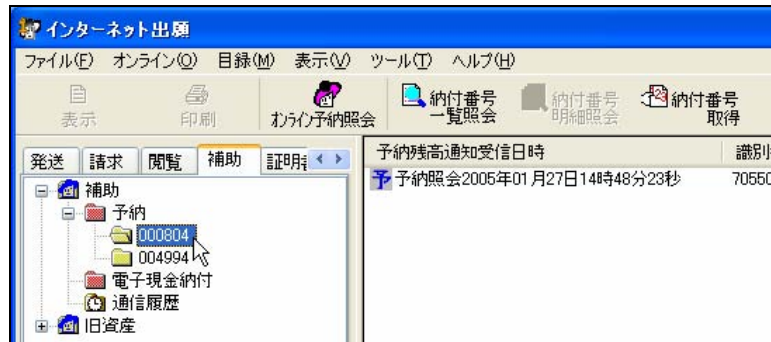 インターネット出願
ファイル(F) オンライン(O) 目録(M) 表示(V) ツール(T) ヘルプ(H)
表示 印刷 オンライン予納照会 納付番号一覧照会 納付番号明細照会 納付番号取得
発送 請求 閲覧 補助 証明
予納残高通知受信日時 識別
補助
予 予納照会2005年01月27日14時48分23秒 70550
予納
000804
004994
電子現金納付
通信履歴
旧資産